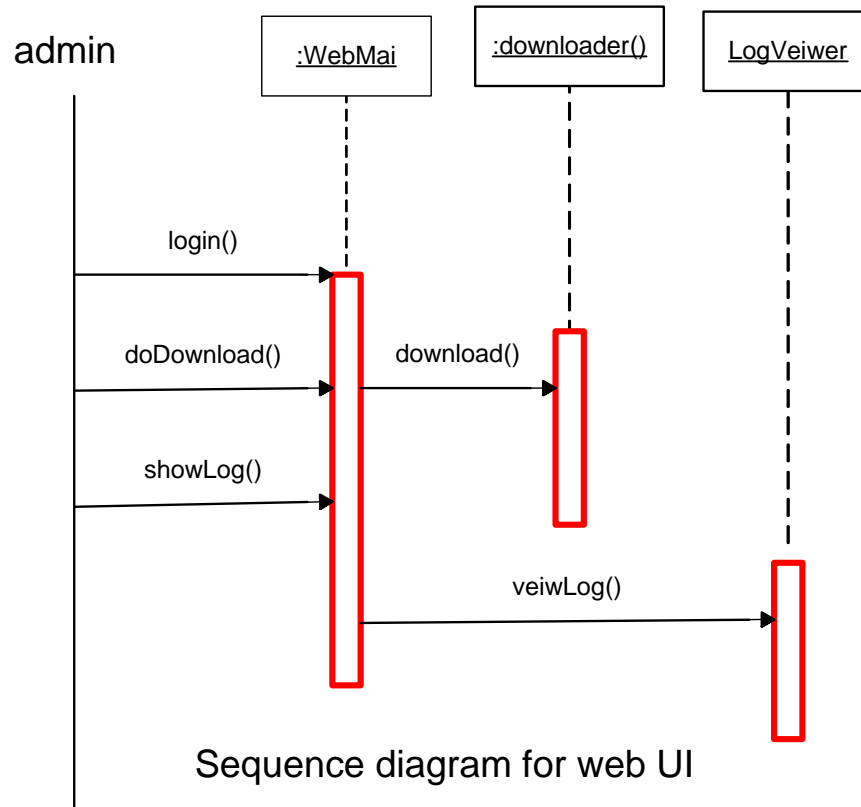 admin
:WebMai
:downloader()
LogVeiwer
login()
doDownload()
download()
showLog()
veiwLog()
Sequence diagram for web UI